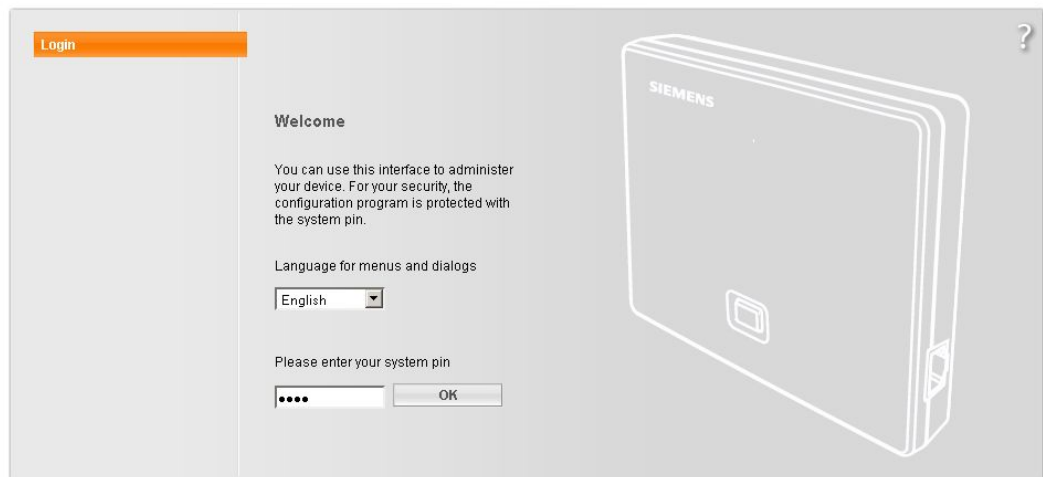 Login
?
SIEMENS
Welcome
You can use this interface to administer
your device. For your security, the
configuration program is protected with
the system pin.
Language for menus and dialogs
English
Please enter your system pin
••••
OK